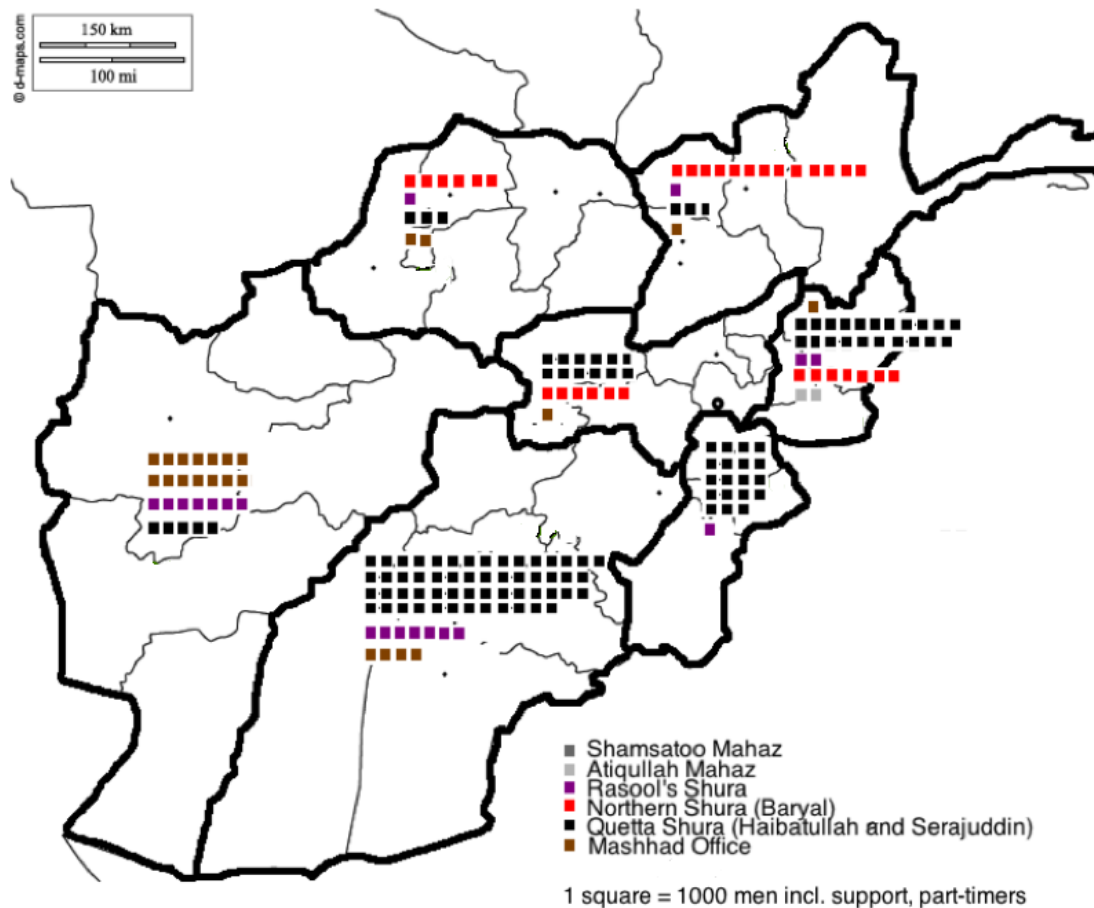 150 km
100 mi
© d-maps.com
Shamsatoo Mahaz
Atiqullah Mahaz
Rasool's Shura
Northern Shura (Baryal)
Quetta Shura (Haibatullah and Serajuddin)
Mashhad Office
1 square = 1000 men incl. support, part-timers